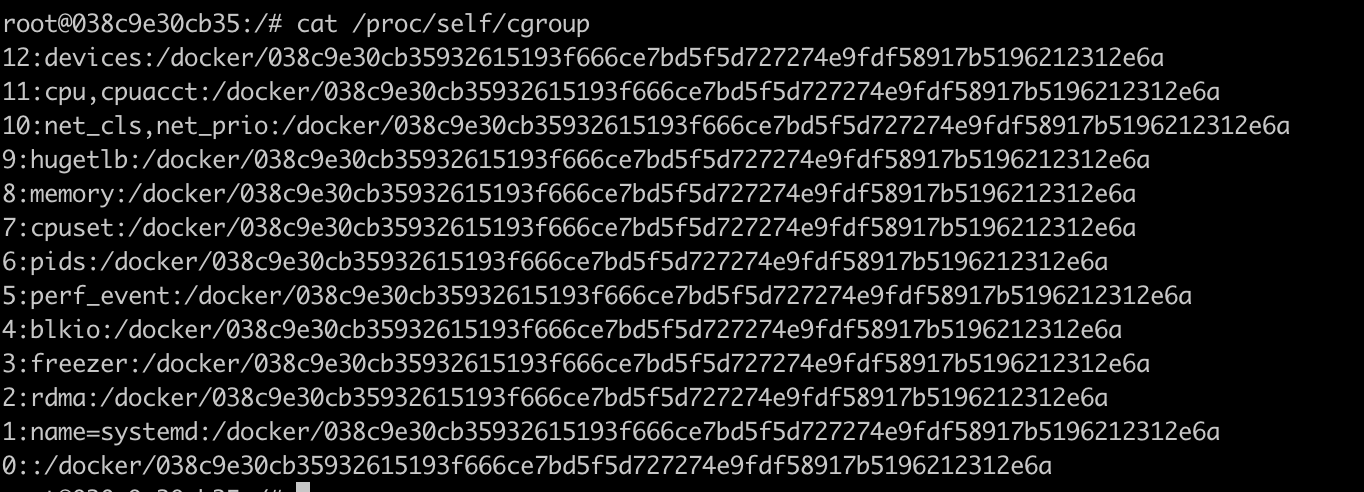 root@038c9e30cb35:/# cat /proc/self/cgroup
12:devices:/docker/038c9e30cb35932615193f666ce7bd5f5d727274e9fdf58917b5196212312e6a
11:cpu,cpuacct:/docker/038c9e30cb35932615193f666ce7bd5f5d727274e9fdf58917b5196212312e6a
10:net_cls,net_prio:/docker/038c9e30cb35932615193f666ce7bd5f5d727274e9fdf58917b5196212312e6a
9:hugetlb:/docker/038c9e30cb35932615193f666ce7bd5f5d727274e9fdf58917b5196212312e6a
8:memory:/docker/038c9e30cb35932615193f666ce7bd5f5d727274e9fdf58917b5196212312e6a
7:cpuset:/docker/038c9e30cb35932615193f666ce7bd5f5d727274e9fdf58917b5196212312e6a
6:pids:/docker/038c9e30cb35932615193f666ce7bd5f5d727274e9fdf58917b5196212312e6a
5:perf_event:/docker/038c9e30cb35932615193f666ce7bd5f5d727274e9fdf58917b5196212312e6a
4:blkio:/docker/038c9e30cb35932615193f666ce7bd5f5d727274e9fdf58917b5196212312e6a
3:freezer:/docker/038c9e30cb35932615193f666ce7bd5f5d727274e9fdf58917b5196212312e6a
2:rdma:/docker/038c9e30cb35932615193f666ce7bd5f5d727274e9fdf58917b5196212312e6a
1:name=systemd:/docker/038c9e30cb35932615193f666ce7bd5f5d727274e9fdf58917b5196212312e6a
0::/docker/038c9e30cb35932615193f666ce7bd5f5d727274e9fdf58917b5196212312e6a